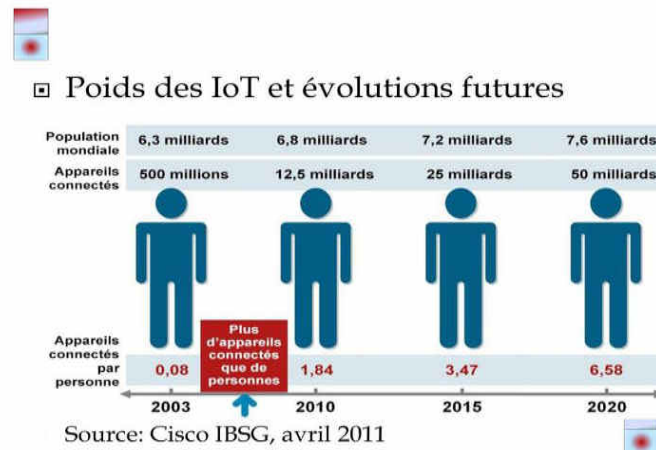 Poids des IoT et évolutions futures
Population mondiale 6,3 milliards 6,8 milliards 7,2 milliards 7,6 milliards
Appareils connectés 500 millions 12,5 milliards 25 milliards 50 milliards
Plus d'appareils connectés que de personnes
Appareils connectés par personne 0,08 1,84 3,47 6,58
2003 2010 2015 2020
Source: Cisco IBSG, avril 2011